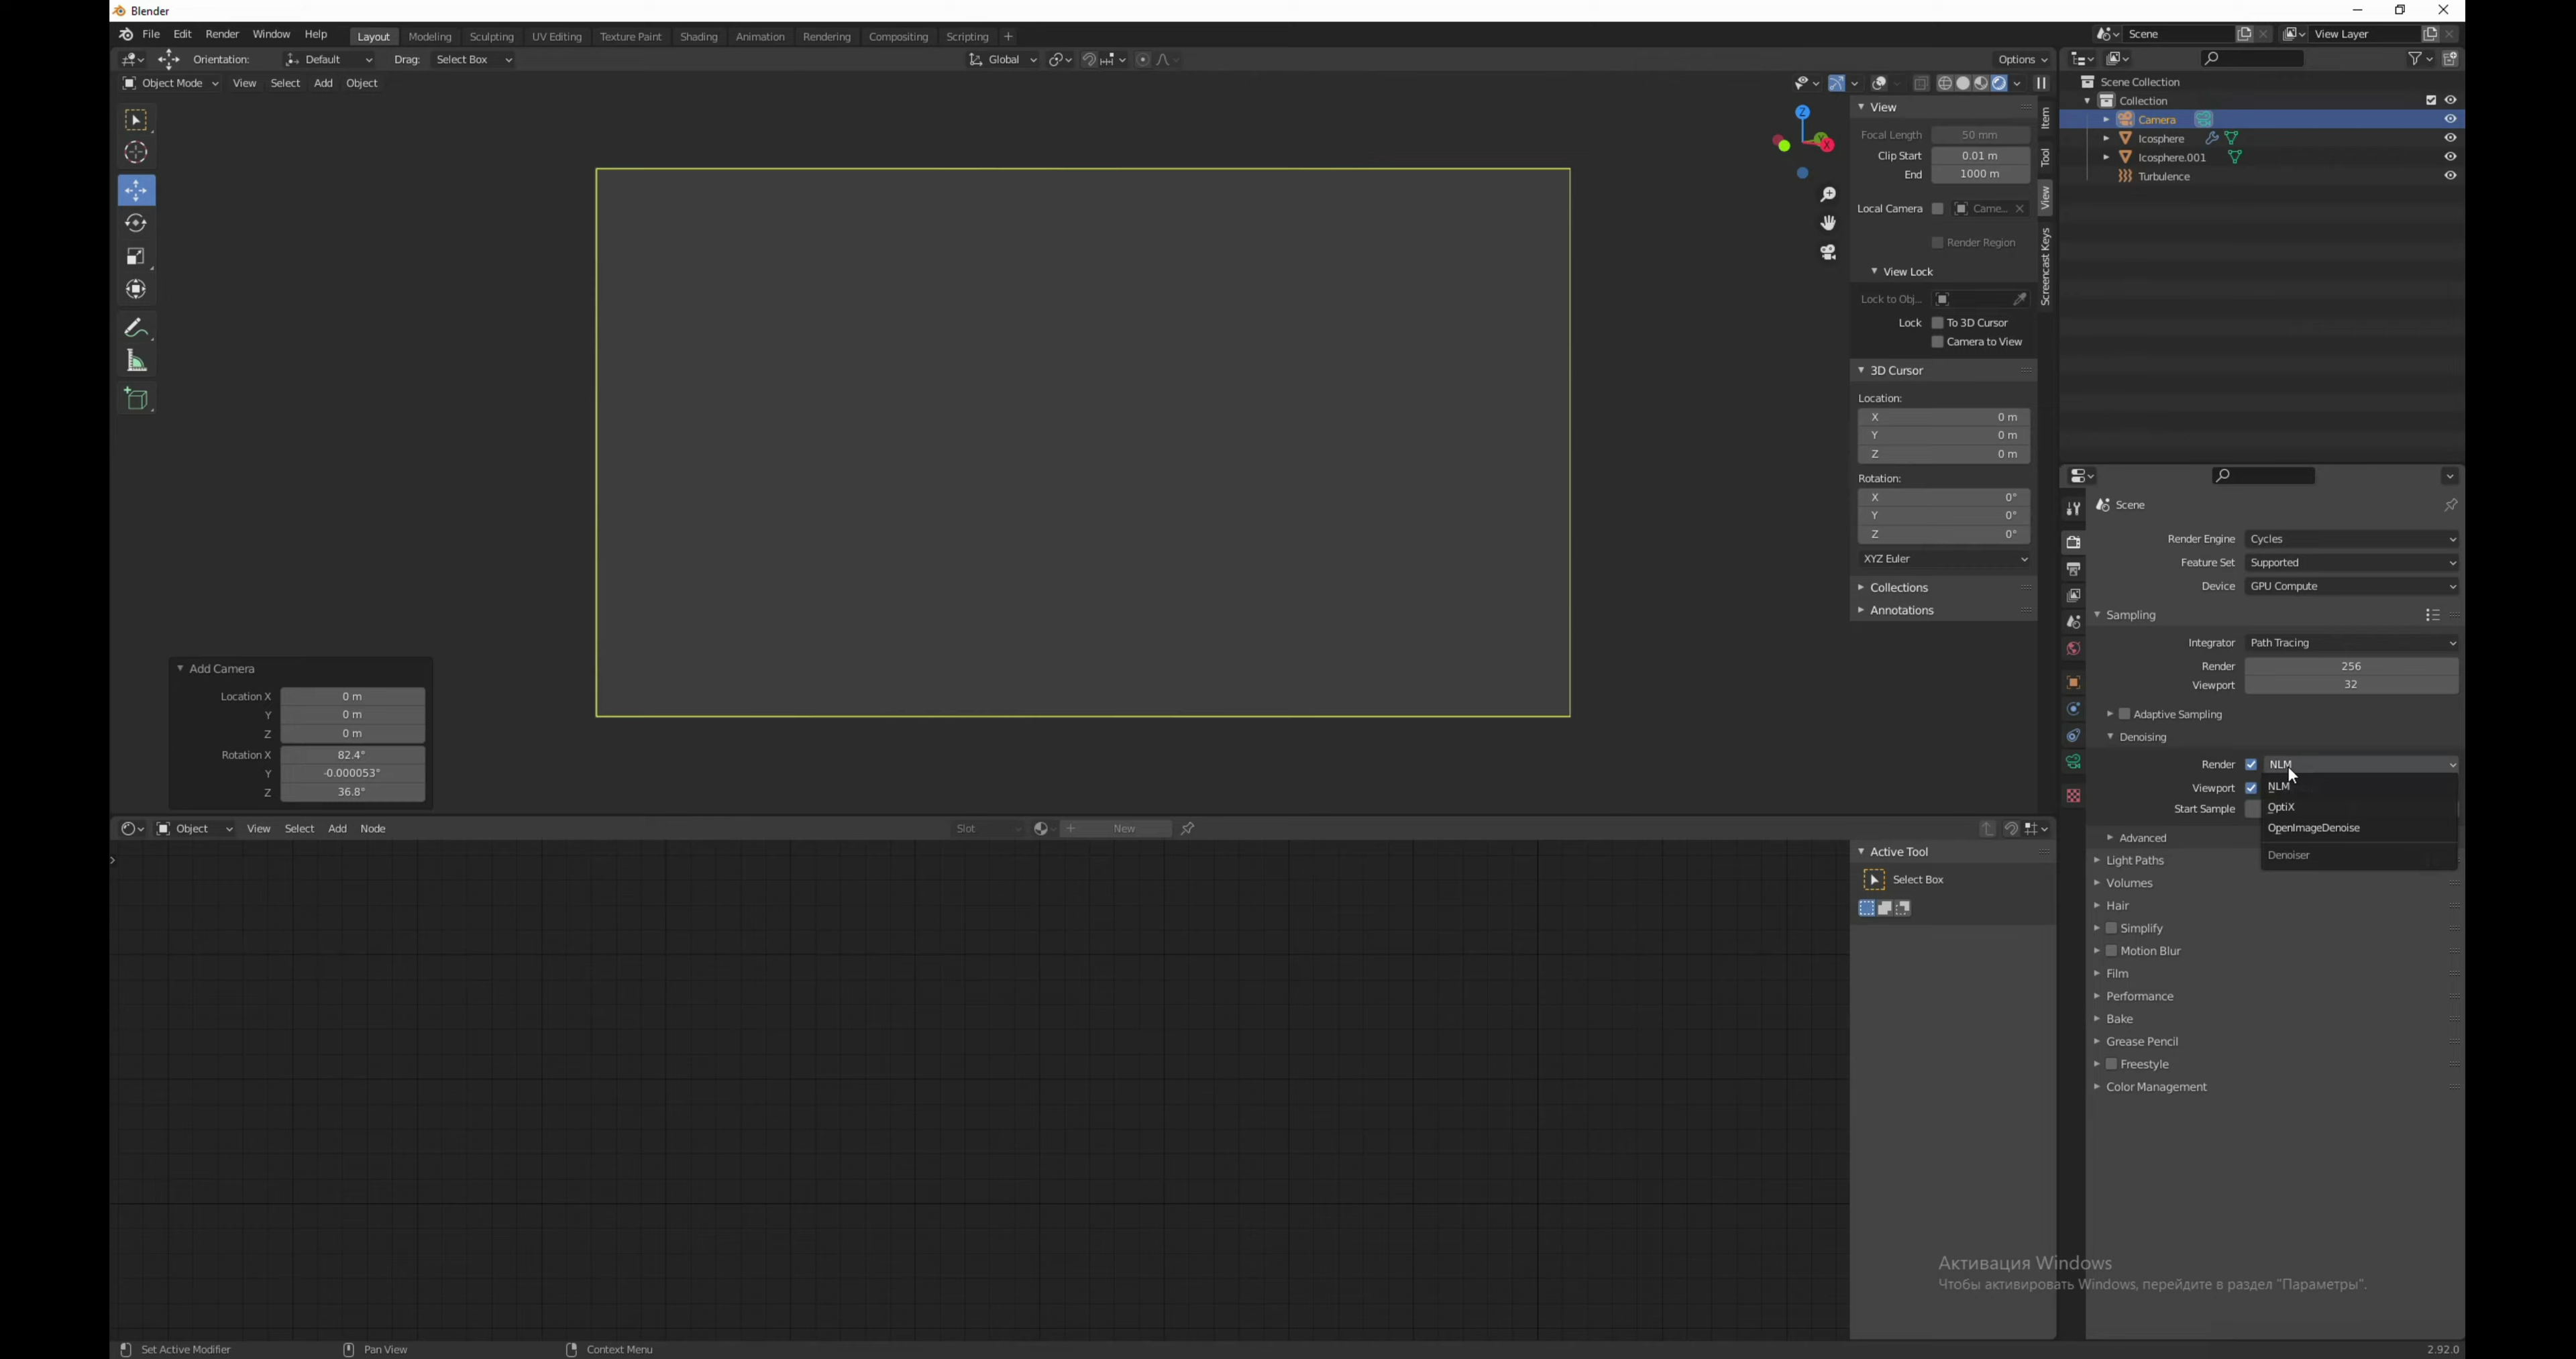 Blender
File Edit Render Window Help Layout Modeling Sculpting UV Editing Texture Paint Shading Animation Rendering Compositing Scripting + Scene View Layer
Orientation: Default Drag: Select Box Global Options
Object Mode View Select Add Object
View
Focal Length 50 mm
Clip Start 0.01 m
End 1000 m
Local Camera Came...
Render Region
View Lock
Lock to Obj...
Lock To 3D Cursor
Camera to View
3D Cursor
Location:
X 0 m
Y 0 m
Z 0 m
Rotation:
X 0°
Y 0°
Z 0°
XYZ Euler
Collections
Annotations
Item
Tool
View
Screencast Keys
Z
Y
X
Scene Collection
Collection
Camera
Icosphere
Icosphere.001
Turbulence
Scene
Render Engine Cycles
Feature Set Supported
Device GPU Compute
Sampling
Integrator Path Tracing
Render 256
Viewport 32
Adaptive Sampling
Denoising
Render NLM
Viewport NLM
Start Sample OptiX
OpenImageDenoise
Advanced
Denoiser
Light Paths
Volumes
Hair
Simplify
Motion Blur
Film
Performance
Bake
Grease Pencil
Freestyle
Color Management
Add Camera
Location X 0 m
Y 0 m
Z 0 m
Rotation X 82.4°
Y -0.000053°
Z 36.8°
Object View Select Add Node Slot New
Active Tool
Select Box
Активация Windows
Чтобы активировать Windows, перейдите в раздел "Параметры".
Set Active Modifier Pan View Context Menu 2.92.0